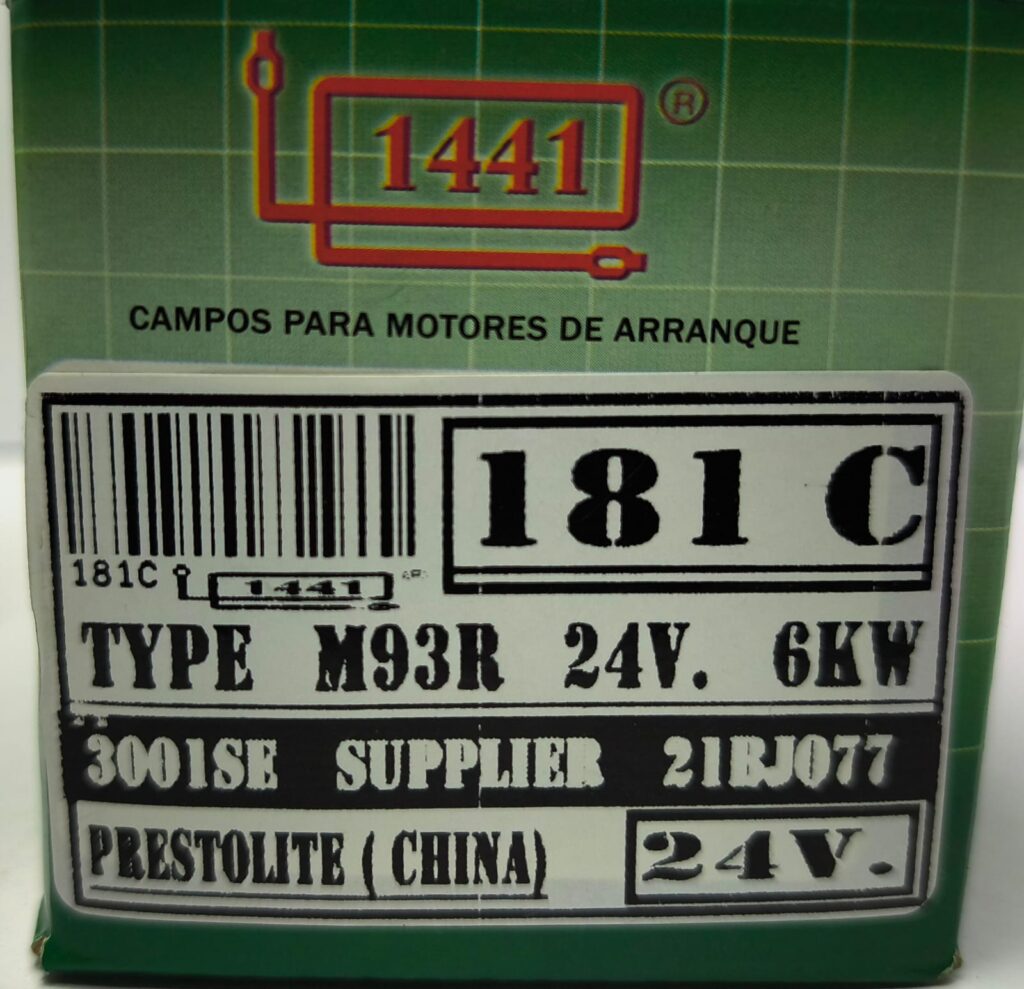 1441 ®
CAMPOS PARA MOTORES DE ARRANQUE
181 C
181C 1441
TYPE M93R 24V. 6KW
3001SE SUPPLIER 21BJ077
PRESTOLITE ( CHINA)
24V.